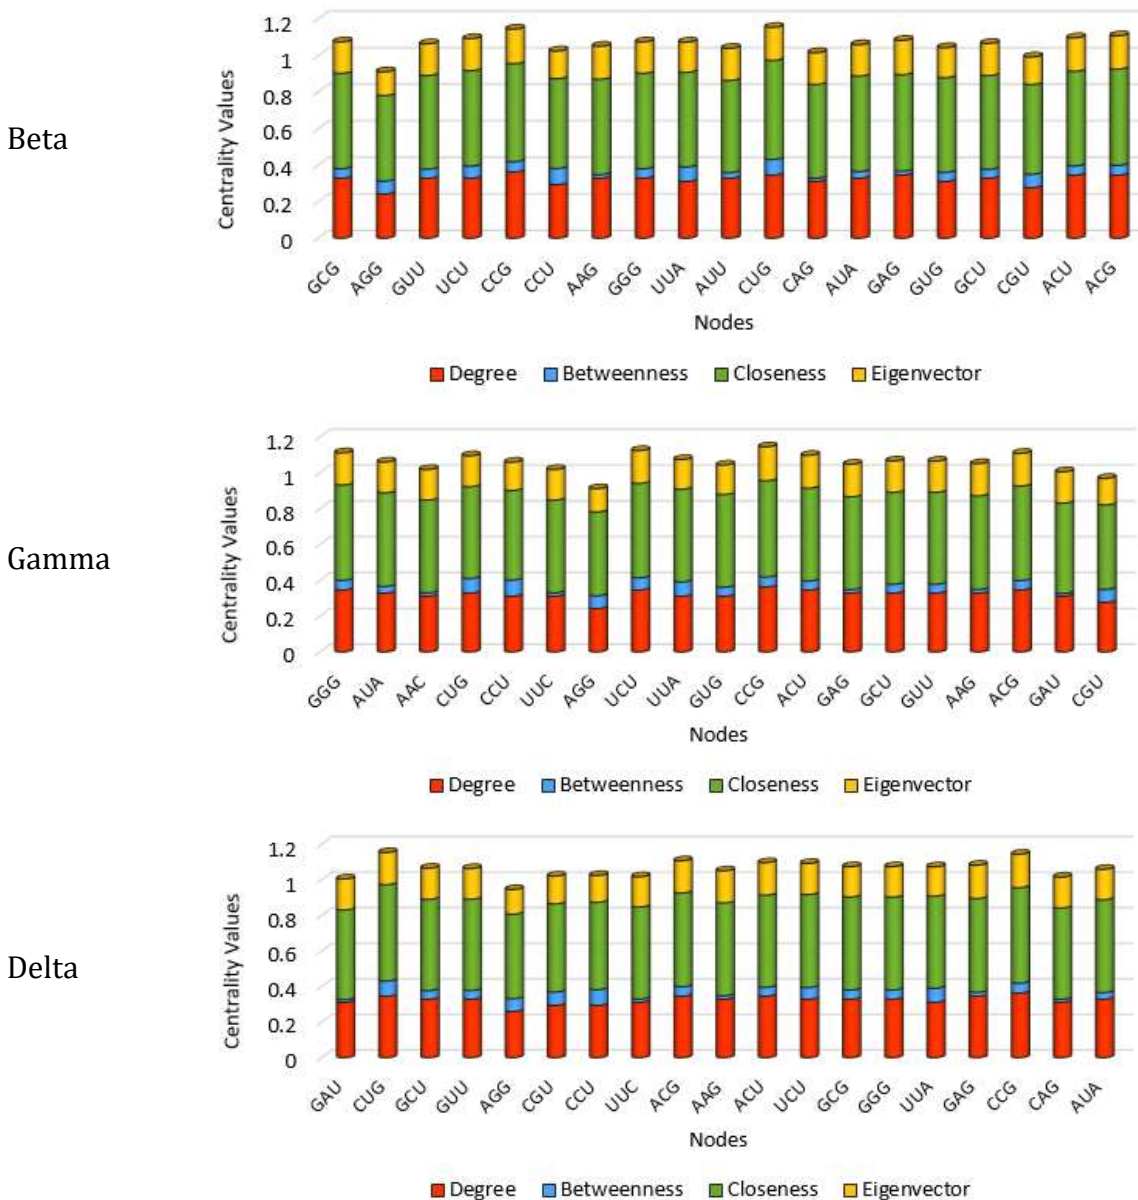 Beta
Centrality Values
1.2
1
0.8
0.6
0.4
0.2
0
GCG AGG GUU UCU CCG CCU AAG GGG UUA AUU CUG CAG AUA GAG GUG GCU CGU ACU ACG
Nodes
Degree Betweenness Closeness Eigenvector
Gamma
Centrality Values
1.2
1
0.8
0.6
0.4
0.2
0
GGG AUA AAC CUG CCU UUC AGG UCU UUA GUG CCG ACU GAG GCU GUU AAG ACG GAU CGU
Nodes
Degree Betweenness Closeness Eigenvector
Delta
Centrality Values
1.2
1
0.8
0.6
0.4
0.2
0
GAU CUG GCU GUU AGG CGU CCU UUC ACG AAG ACU UCU GCG GGG UUA GAG CCG CAG AUA
Nodes
Degree Betweenness Closeness Eigenvector